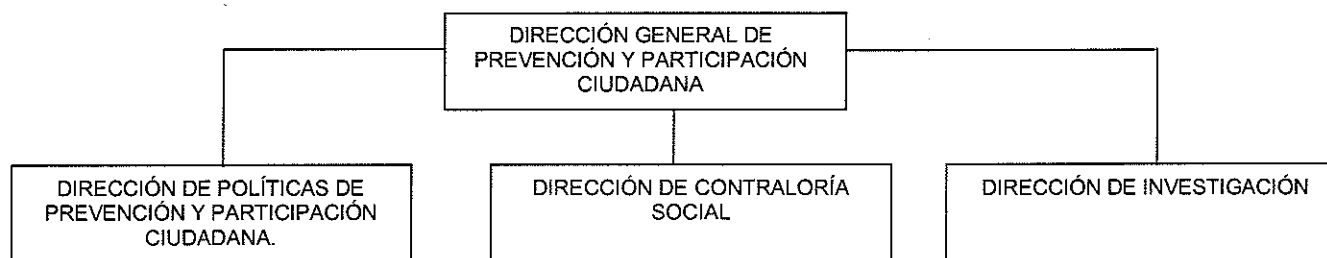 DIRECCIÓN GENERAL DE
PREVENCIÓN Y PARTICIPACIÓN
CIUDADANA
DIRECCIÓN DE POLÍTICAS DE
PREVENCIÓN Y PARTICIPACIÓN
CIUDADANA.
DIRECCIÓN DE CONTRALORÍA
SOCIAL
DIRECCIÓN DE INVESTIGACIÓN